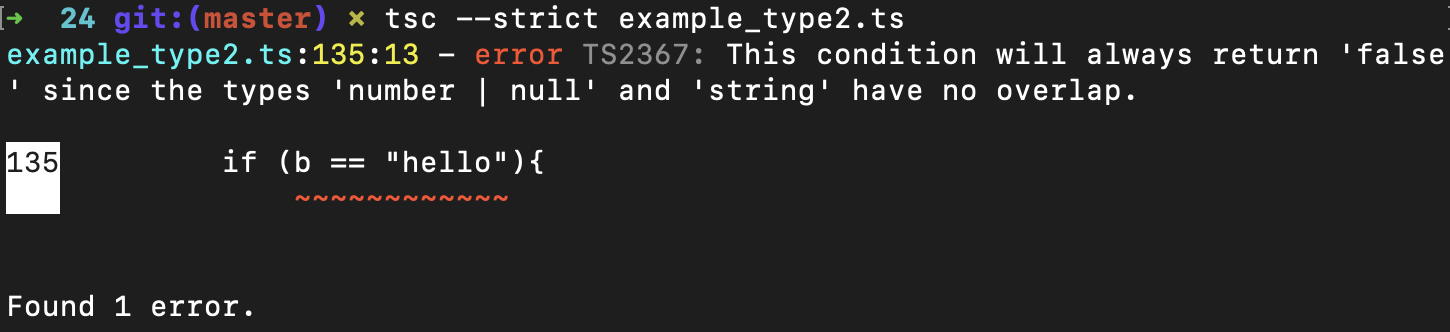 ➜  24 git:(master) ✗ tsc --strict example_type2.ts
example_type2.ts:135:13 - error TS2367: This condition will always return 'false
' since the types 'number | null' and 'string' have no overlap.
135         if (b == "hello"){
                ~~~~~~~~~~~~
Found 1 error.